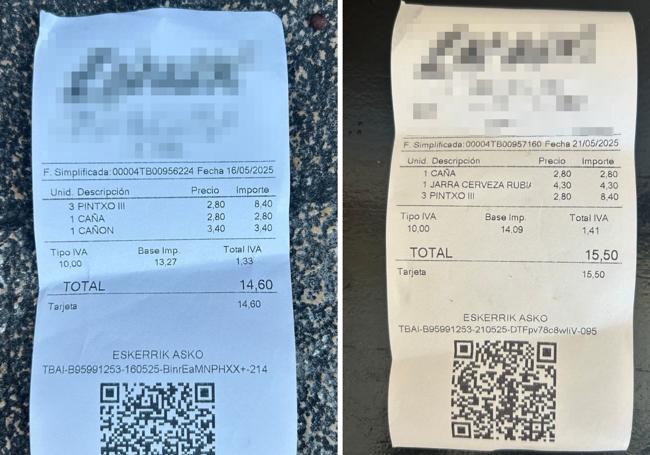 F. Simplificada:00004TB00956224 Fecha 16/05/2025
Unid. Descripción Precio Importe
3 PINTXO III 2,80 8,40
1 CAÑA 2,80 2,80
1 CAÑON 3,40 3,40
Tipo IVA Base Imp. Total IVA
10,00 13,27 1,33
TOTAL 14,60
Tarjeta 14,60
ESKERRIK ASKO
TBAI-B95991253-160525-BinrEaMNPHXX+-214
F. Simplificada:00004TB00957160 Fecha 21/05/2025
Unid. Descripción Precio Importe
1 CAÑA 2,80 2,80
1 JARRA CERVEZA RUBIA 4,30 4,30
3 PINTXO III 2,80 8,40
Tipo IVA Base Imp. Total IVA
10,00 14,09 1,41
TOTAL 15,50
Tarjeta 15,50
ESKERRIK ASKO
TBAI-B95991253-210525-DTFpv78c8wIiV-095